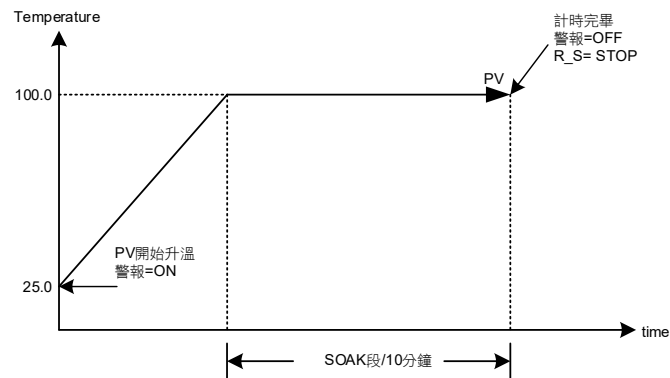 Temperature
計時完畢
警報=OFF
R_S= STOP
100.0
PV
PV開始升溫
警報=ON
25.0
time
SOAK段/10分鐘